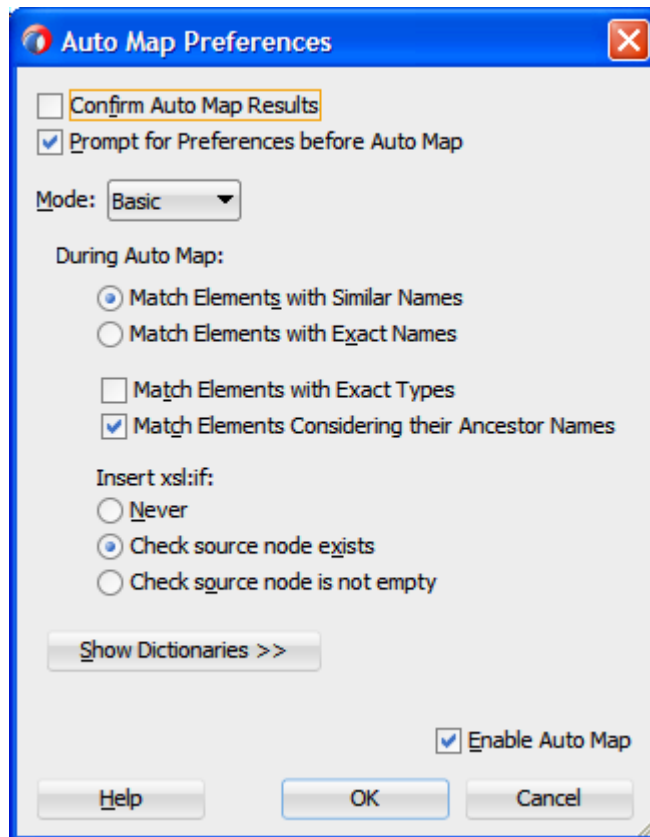 Auto Map Preferences
Confirm Auto Map Results
Prompt for Preferences before Auto Map
Mode: Basic
During Auto Map:
Match Elements with Similar Names
Match Elements with Exact Names
Match Elements with Exact Types
Match Elements Considering their Ancestor Names
Insert xsl:if:
Never
Check source node exists
Check source node is not empty
Show Dictionaries >>
Enable Auto Map
Help OK Cancel